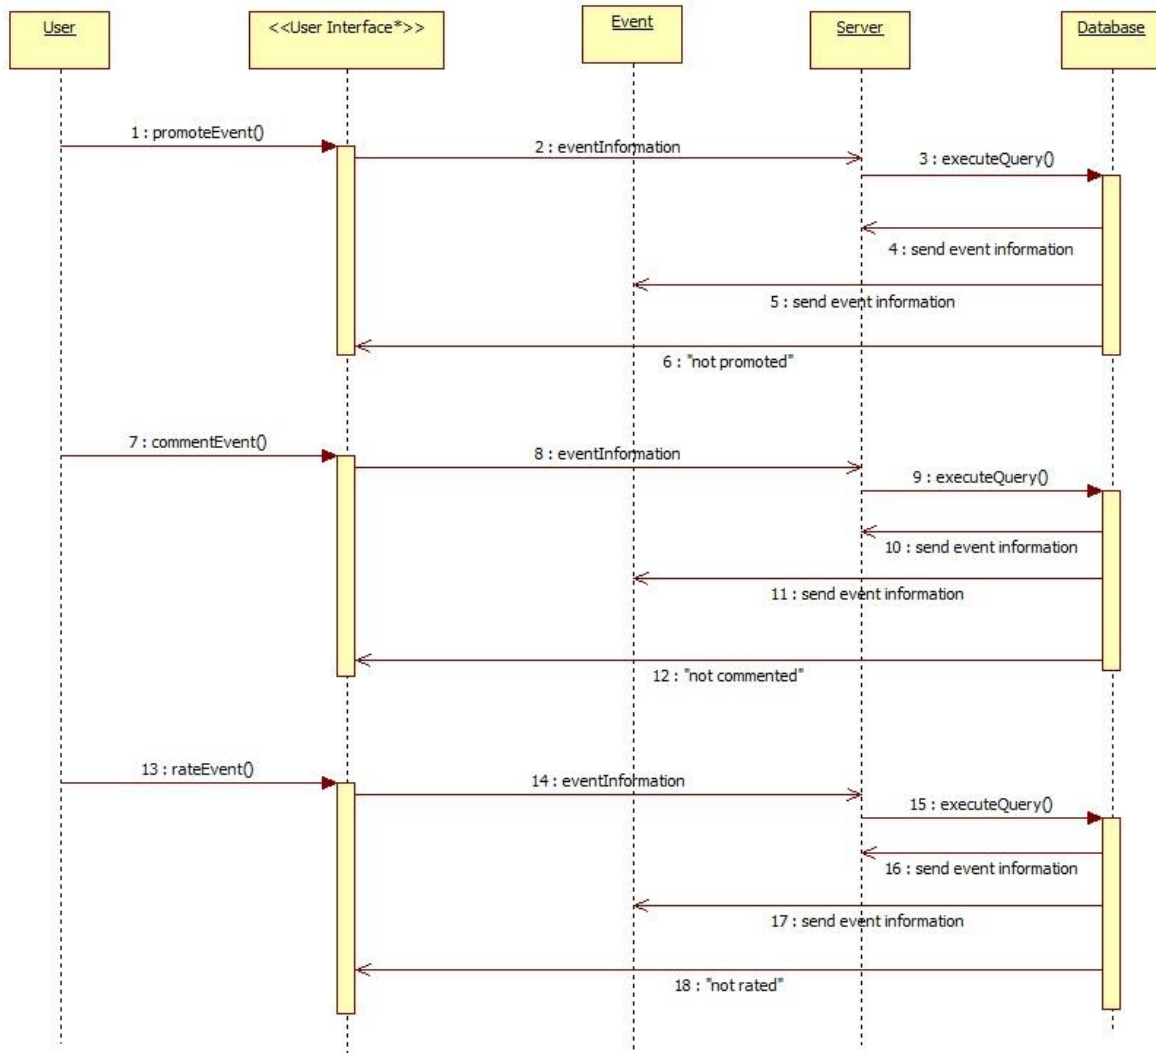 User
<<User Interface*>>
Event
Server
Database
1 : promoteEvent()
2 : eventInformation
3 : executeQuery()
4 : send event information
5 : send event information
6 : "not promoted"
7 : commentEvent()
8 : eventInformation
9 : executeQuery()
10 : send event information
11 : send event information
12 : "not commented"
13 : rateEvent()
14 : eventInformation
15 : executeQuery()
16 : send event information
17 : send event information
18 : "not rated"